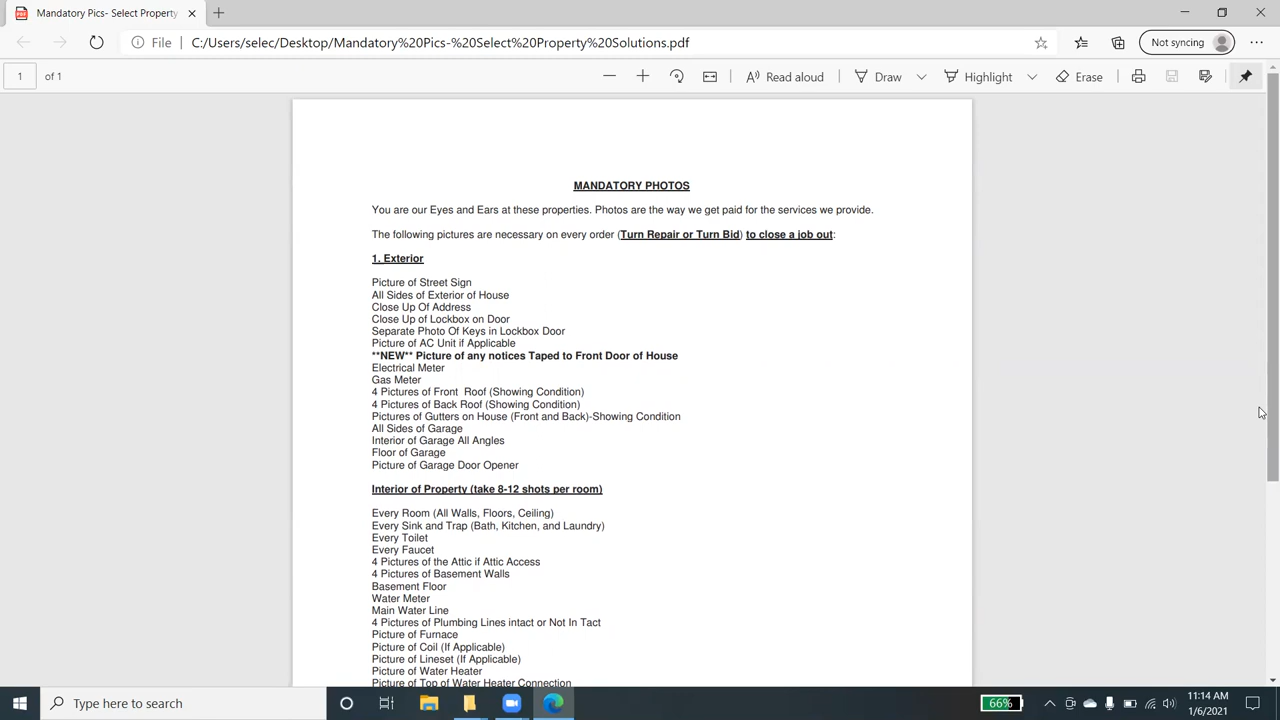 Mandatory Pics- Select Property
File
C:/Users/selec/Desktop/Mandatory%20Pics-%20Select%20Property%20Solutions.pdf
Not syncing
1 of 1
Read aloud
Draw
Highlight
Erase
MANDATORY PHOTOS
You are our Eyes and Ears at these properties. Photos are the way we get paid for the services we provide.
The following pictures are necessary on every order (Turn Repair or Turn Bid) to close a job out:
1. Exterior
Picture of Street Sign
All Sides of Exterior of House
Close Up Of Address
Close Up of Lockbox on Door
Separate Photo Of Keys in Lockbox Door
Picture of AC Unit if Applicable
**NEW** Picture of any notices Taped to Front Door of House
Electrical Meter
Gas Meter
4 Pictures of Front Roof (Showing Condition)
4 Pictures of Back Roof (Showing Condition)
Pictures of Gutters on House (Front and Back)-Showing Condition
All Sides of Garage
Interior of Garage All Angles
Floor of Garage
Picture of Garage Door Opener
Interior of Property (take 8-12 shots per room)
Every Room (All Walls, Floors, Ceiling)
Every Sink and Trap (Bath, Kitchen, and Laundry)
Every Toilet
Every Faucet
4 Pictures of the Attic if Attic Access
4 Pictures of Basement Walls
Basement Floor
Water Meter
Main Water Line
4 Pictures of Plumbing Lines intact or Not In Tact
Picture of Furnace
Picture of Coil (If Applicable)
Picture of Lineset (If Applicable)
Picture of Water Heater
Picture of Top of Water Heater Connection
Type here to search
66%
11:14 AM
1/6/2021